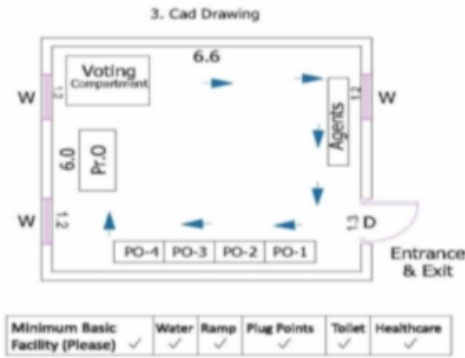 3. Cad Drawing
6.6
Voting
Compartment
W
1.2
1.2
W
Agents
6.0
Pr.O
W
1.2
1.3
D
PO-4 PO-3 PO-2 PO-1
Entrance
& Exit
Minimum Basic
Facility (Please) ✓
Water ✓
Ramp ✓
Plug Points ✓
Toilet ✓
Healthcare ✓